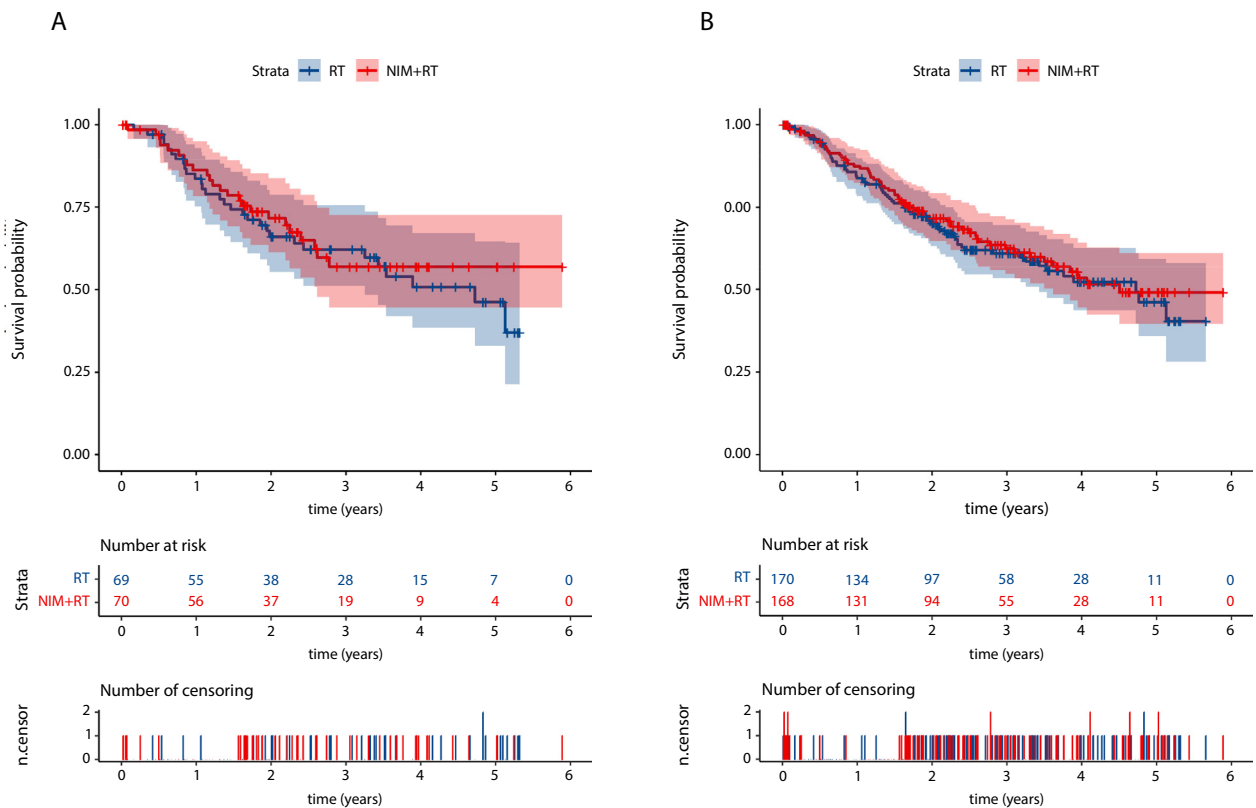 A
Strata RT NIM+RT
Survival probability
1.00
0.75
0.50
0.25
0.00
0 1 2 3 4 5 6
time (years)
Number at risk
Strata
RT 69 55 38 28 15 7 0
NIM+RT 70 56 37 19 9 4 0
0 1 2 3 4 5 6
time (years)
Number of censoring
n.censor
2
1
0
0 1 2 3 4 5 6
time (years)
B
Strata RT NIM+RT
Survival probability
1.00
0.00
0.50
0.25
0.00
0 1 2 3 4 5 6
time (years)
Number at risk
Strata
RT 170 134 97 58 28 11 0
NIM+RT 168 131 94 55 28 11 0
0 1 2 3 4 5 6
time (years)
Number of censoring
n.censor
2
1
0
0 1 2 3 4 5 6
time (years)